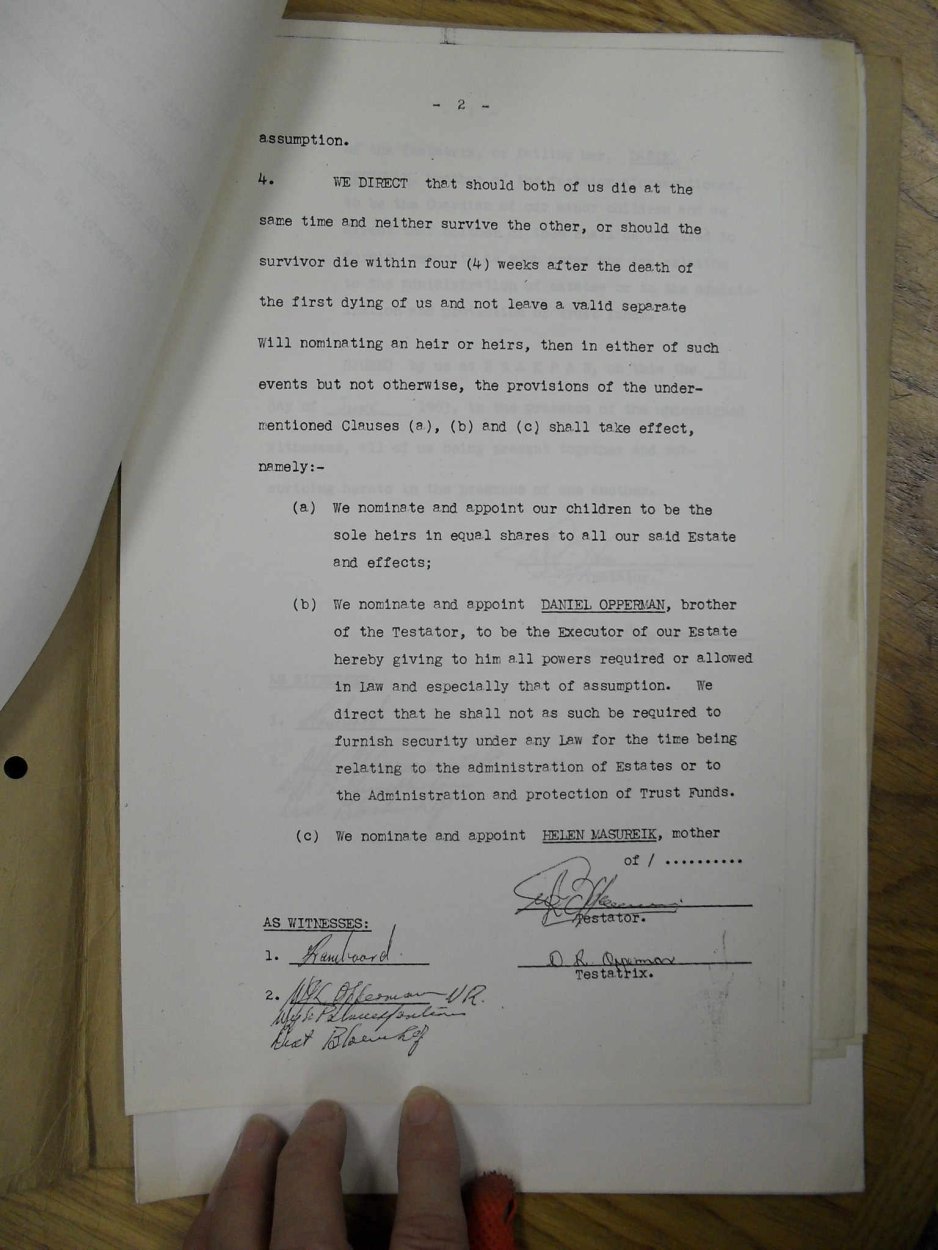 - 2 -
assumption.
4. WE DIRECT that should both of us die at the
same time and neither survive the other, or should the
survivor die within four (4) weeks after the death of
the first dying of us and not leave a valid separate
Will nominating an heir or heirs, then in either of such
events but not otherwise, the provisions of the under-
mentioned Clauses (a), (b) and (c) shall take effect,
namely:-
(a) We nominate and appoint our children to be the
sole heirs in equal shares to all our said Estate
and effects;
(b) We nominate and appoint DANIEL OPPERMAN, brother
of the Testator, to be the Executor of our Estate
hereby giving to him all powers required or allowed
in Law and especially that of assumption. We
direct that he shall not as such be required to
furnish security under any Law for the time being
relating to the administration of Estates or to
the Administration and protection of Trust Funds.
(c) We nominate and appoint HELEN MASUREIK, mother
of / ..........
Testator.
AS WITNESSES:
1.
D. R. Opperman
Testatrix.
2. Opperman V.R.
Dist Bloemhof